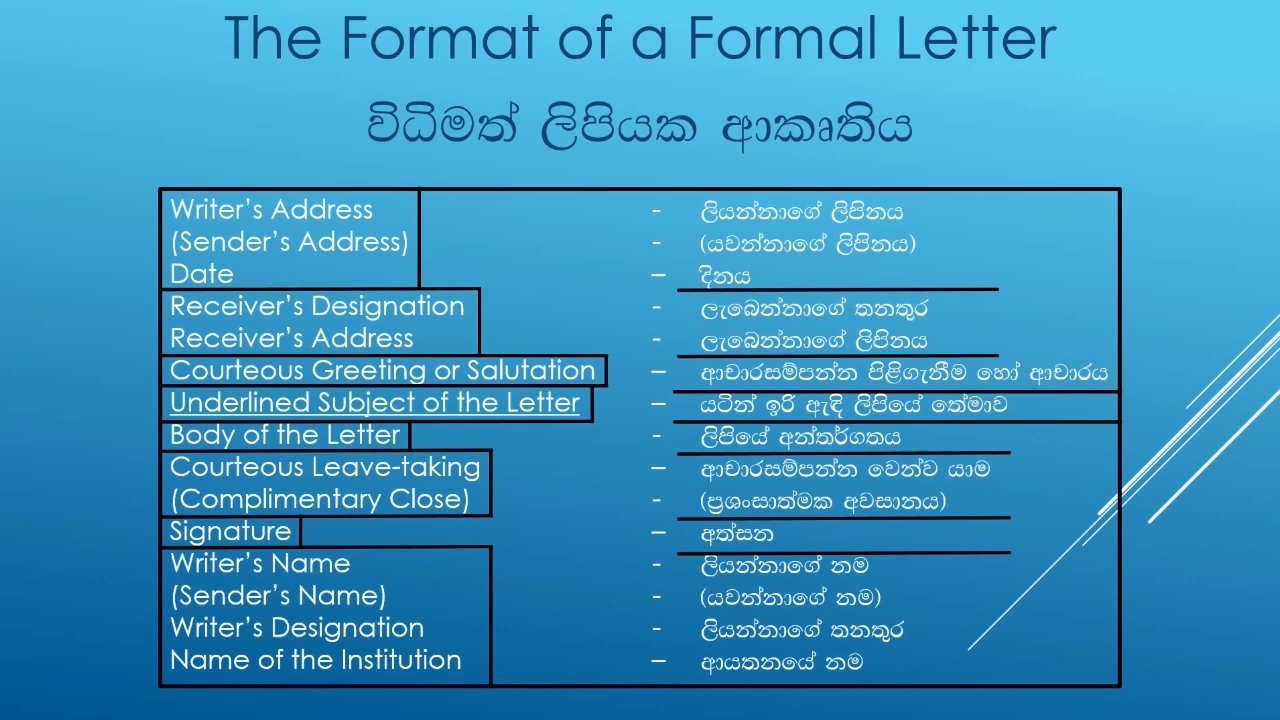 The Format of a Formal Letter
විධිමත් ලිපියක ආකෘතිය
Writer's Address - ලියන්නාගේ ලිපිනය
(Sender's Address) - (යවන්නාගේ ලිපිනය)
Date – දිනය
Receiver's Designation - ලැබෙන්නාගේ තනතුර
Receiver's Address - ලැබෙන්නාගේ ලිපිනය
Courteous Greeting or Salutation – ආචාරසම්පන්න පිළිගැනීම හෝ ආචාරය
Underlined Subject of the Letter – යටින් ඉරි ඇඳි ලිපියේ තේමාව
Body of the Letter - ලිපියේ අන්තර්ගතය
Courteous Leave-taking – ආචාරසම්පන්න වෙන්ව යාම
(Complimentary Close) - (ප්‍රශංසාත්මක අවසානය)
Signature – අත්සන
Writer's Name - ලියන්නාගේ නම
(Sender's Name) - (යවන්නාගේ නම)
Writer's Designation - ලියන්නාගේ තනතුර
Name of the Institution – ආයතනයේ නම